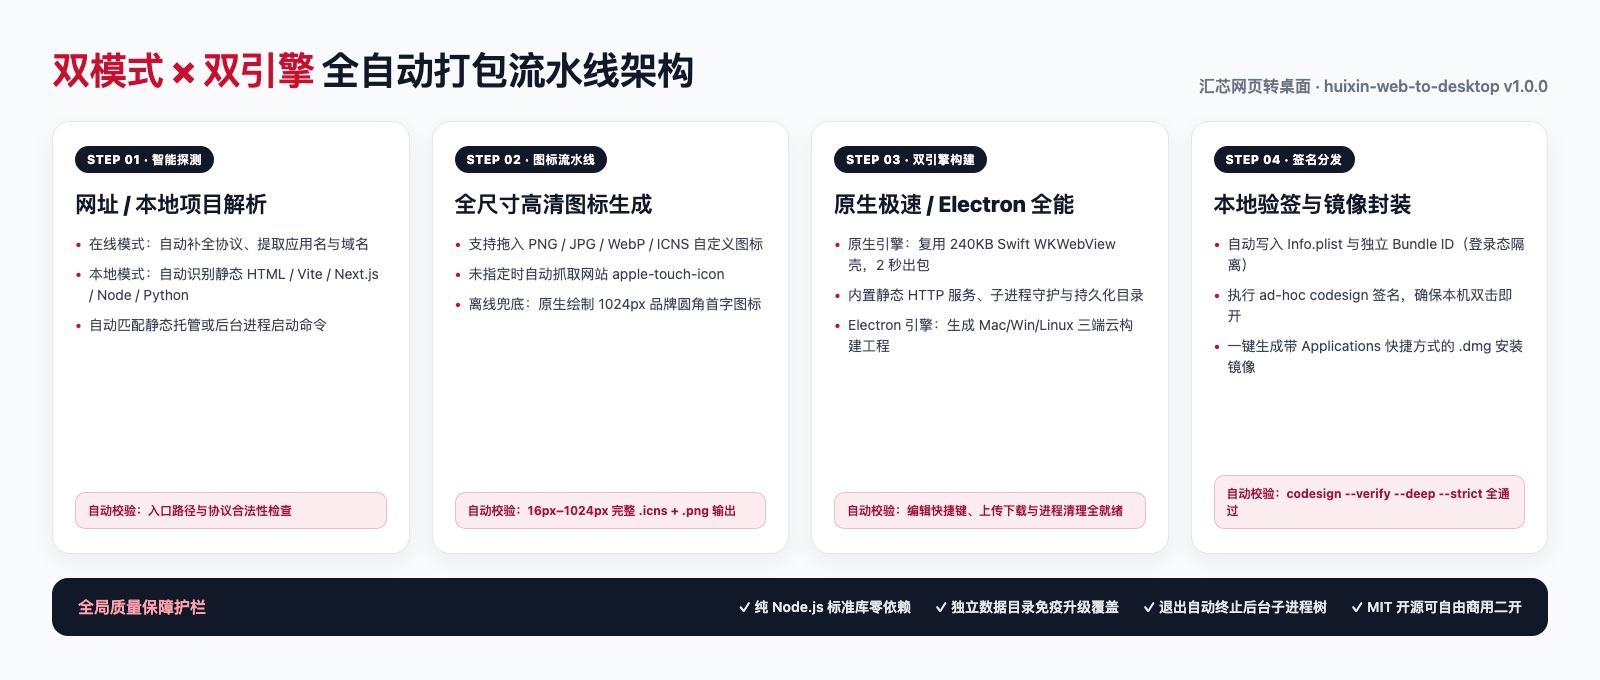 双模式 × 双引擎 全自动打包流水线架构
汇芯网页转桌面 · huixin-web-to-desktop v1.0.0
STEP 01 · 智能探测
网址 / 本地项目解析
• 在线模式：自动补全协议、提取应用名与域名
• 本地模式：自动识别静态 HTML / Vite / Next.js
/ Node / Python
• 自动匹配静态托管或后台进程启动命令
自动校验：入口路径与协议合法性检查
STEP 02 · 图标流水线
全尺寸高清图标生成
• 支持拖入 PNG / JPG / WebP / ICNS 自定义图标
• 未指定时自动抓取网站 apple-touch-icon
• 离线兜底：原生绘制 1024px 品牌圆角首字图标
自动校验：16px–1024px 完整 .icns + .png 输出
STEP 03 · 双引擎构建
原生极速 / Electron 全能
• 原生引擎：复用 240KB Swift WKWebView
壳，2 秒出包
• 内置静态 HTTP 服务、子进程守护与持久化目录
• Electron 引擎：生成 Mac/Win/Linux 三端云构
建工程
自动校验：编辑快捷键、上传下载与进程清理全就绪
STEP 04 · 签名分发
本地验签与镜像封装
• 自动写入 Info.plist 与独立 Bundle ID（登录态隔
离）
• 执行 ad-hoc codesign 签名，确保本机双击即
开
• 一键生成带 Applications 快捷方式的 .dmg 安装
镜像
自动校验：codesign --verify --deep --strict 全通
过
全局质量保障护栏
✓ 纯 Node.js 标准库零依赖
✓ 独立数据目录免疫升级覆盖
✓ 退出自动终止后台子进程树
✓ MIT 开源可自由商用二开